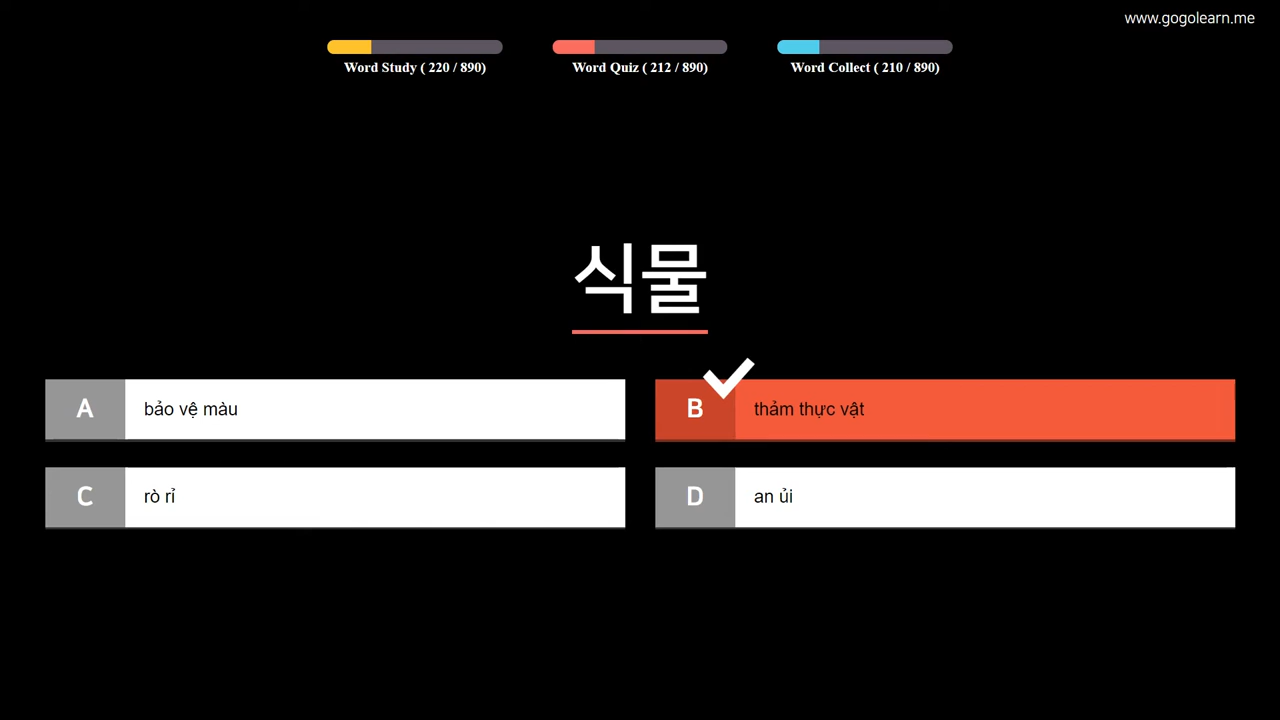 www.gogolearn.me
Word Study ( 220 / 890)
Word Quiz ( 212 / 890)
Word Collect ( 210 / 890)
식물
A bảo vệ màu
B thảm thực vật
C rò rỉ
D an ủi